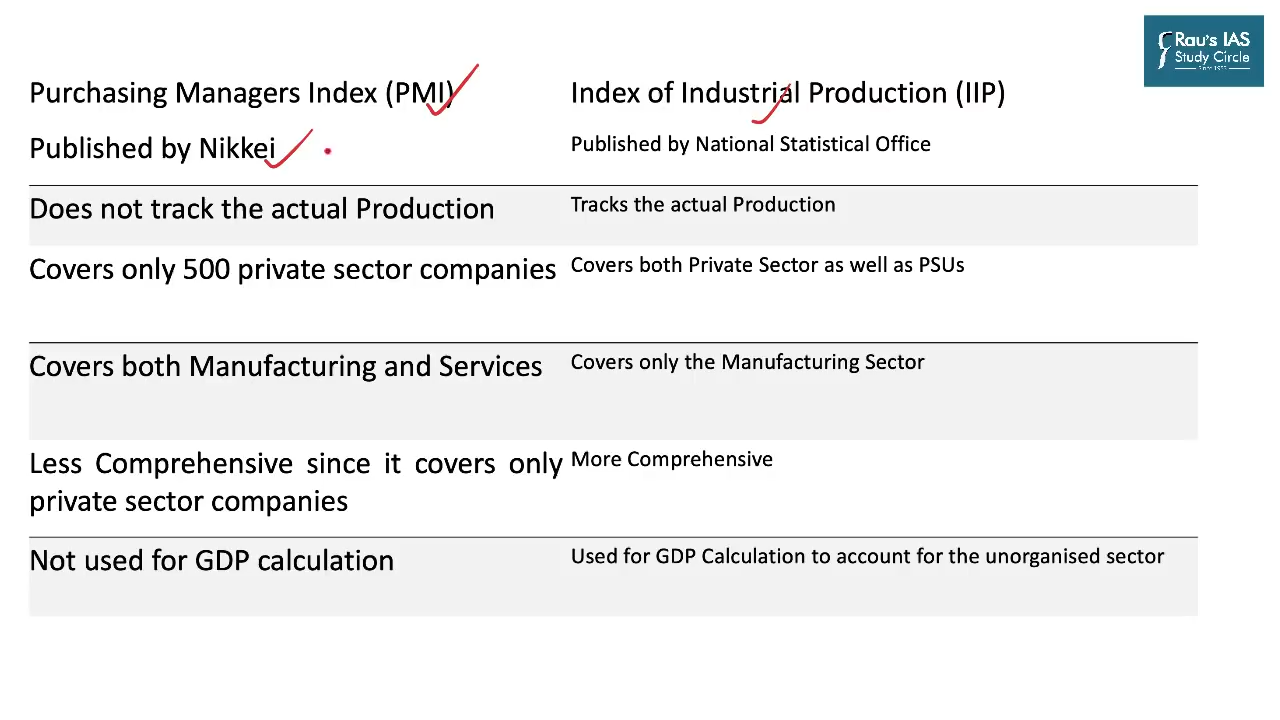 Rau's IAS
Study Circle
Purchasing Managers Index (PMI)
Index of Industrial Production (IIP)
Published by Nikkei
Published by National Statistical Office
Does not track the actual Production
Tracks the actual Production
Covers only 500 private sector companies
Covers both Private Sector as well as PSUs
Covers both Manufacturing and Services
Covers only the Manufacturing Sector
Less Comprehensive since it covers only
private sector companies
More Comprehensive
Not used for GDP calculation
Used for GDP Calculation to account for the unorganised sector